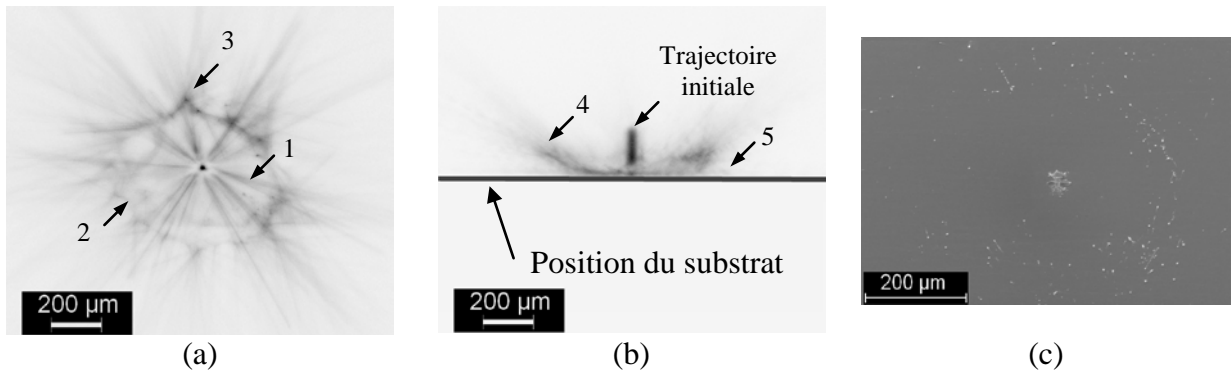 3
1
2
200 µm
(a)
Trajectoire
initiale
4
5
Position du substrat
200 µm
(b)
200 µm
(c)